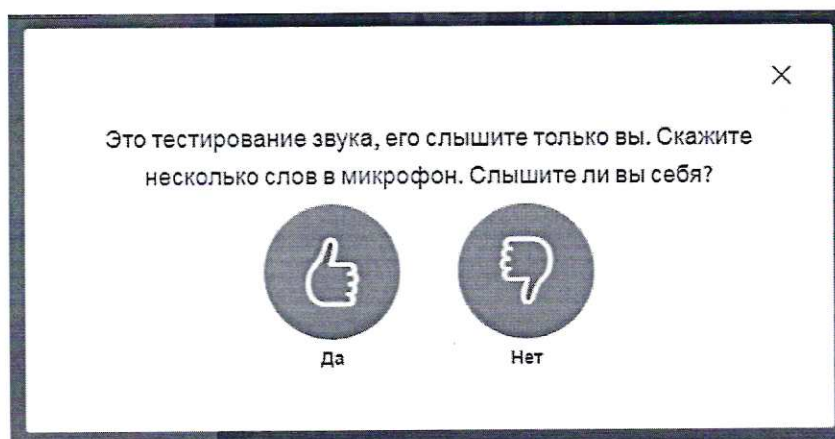 Это тестирование звука, его слышите только вы. Скажите
несколько слов в микрофон. Слышите ли вы себя?
Да
Нет